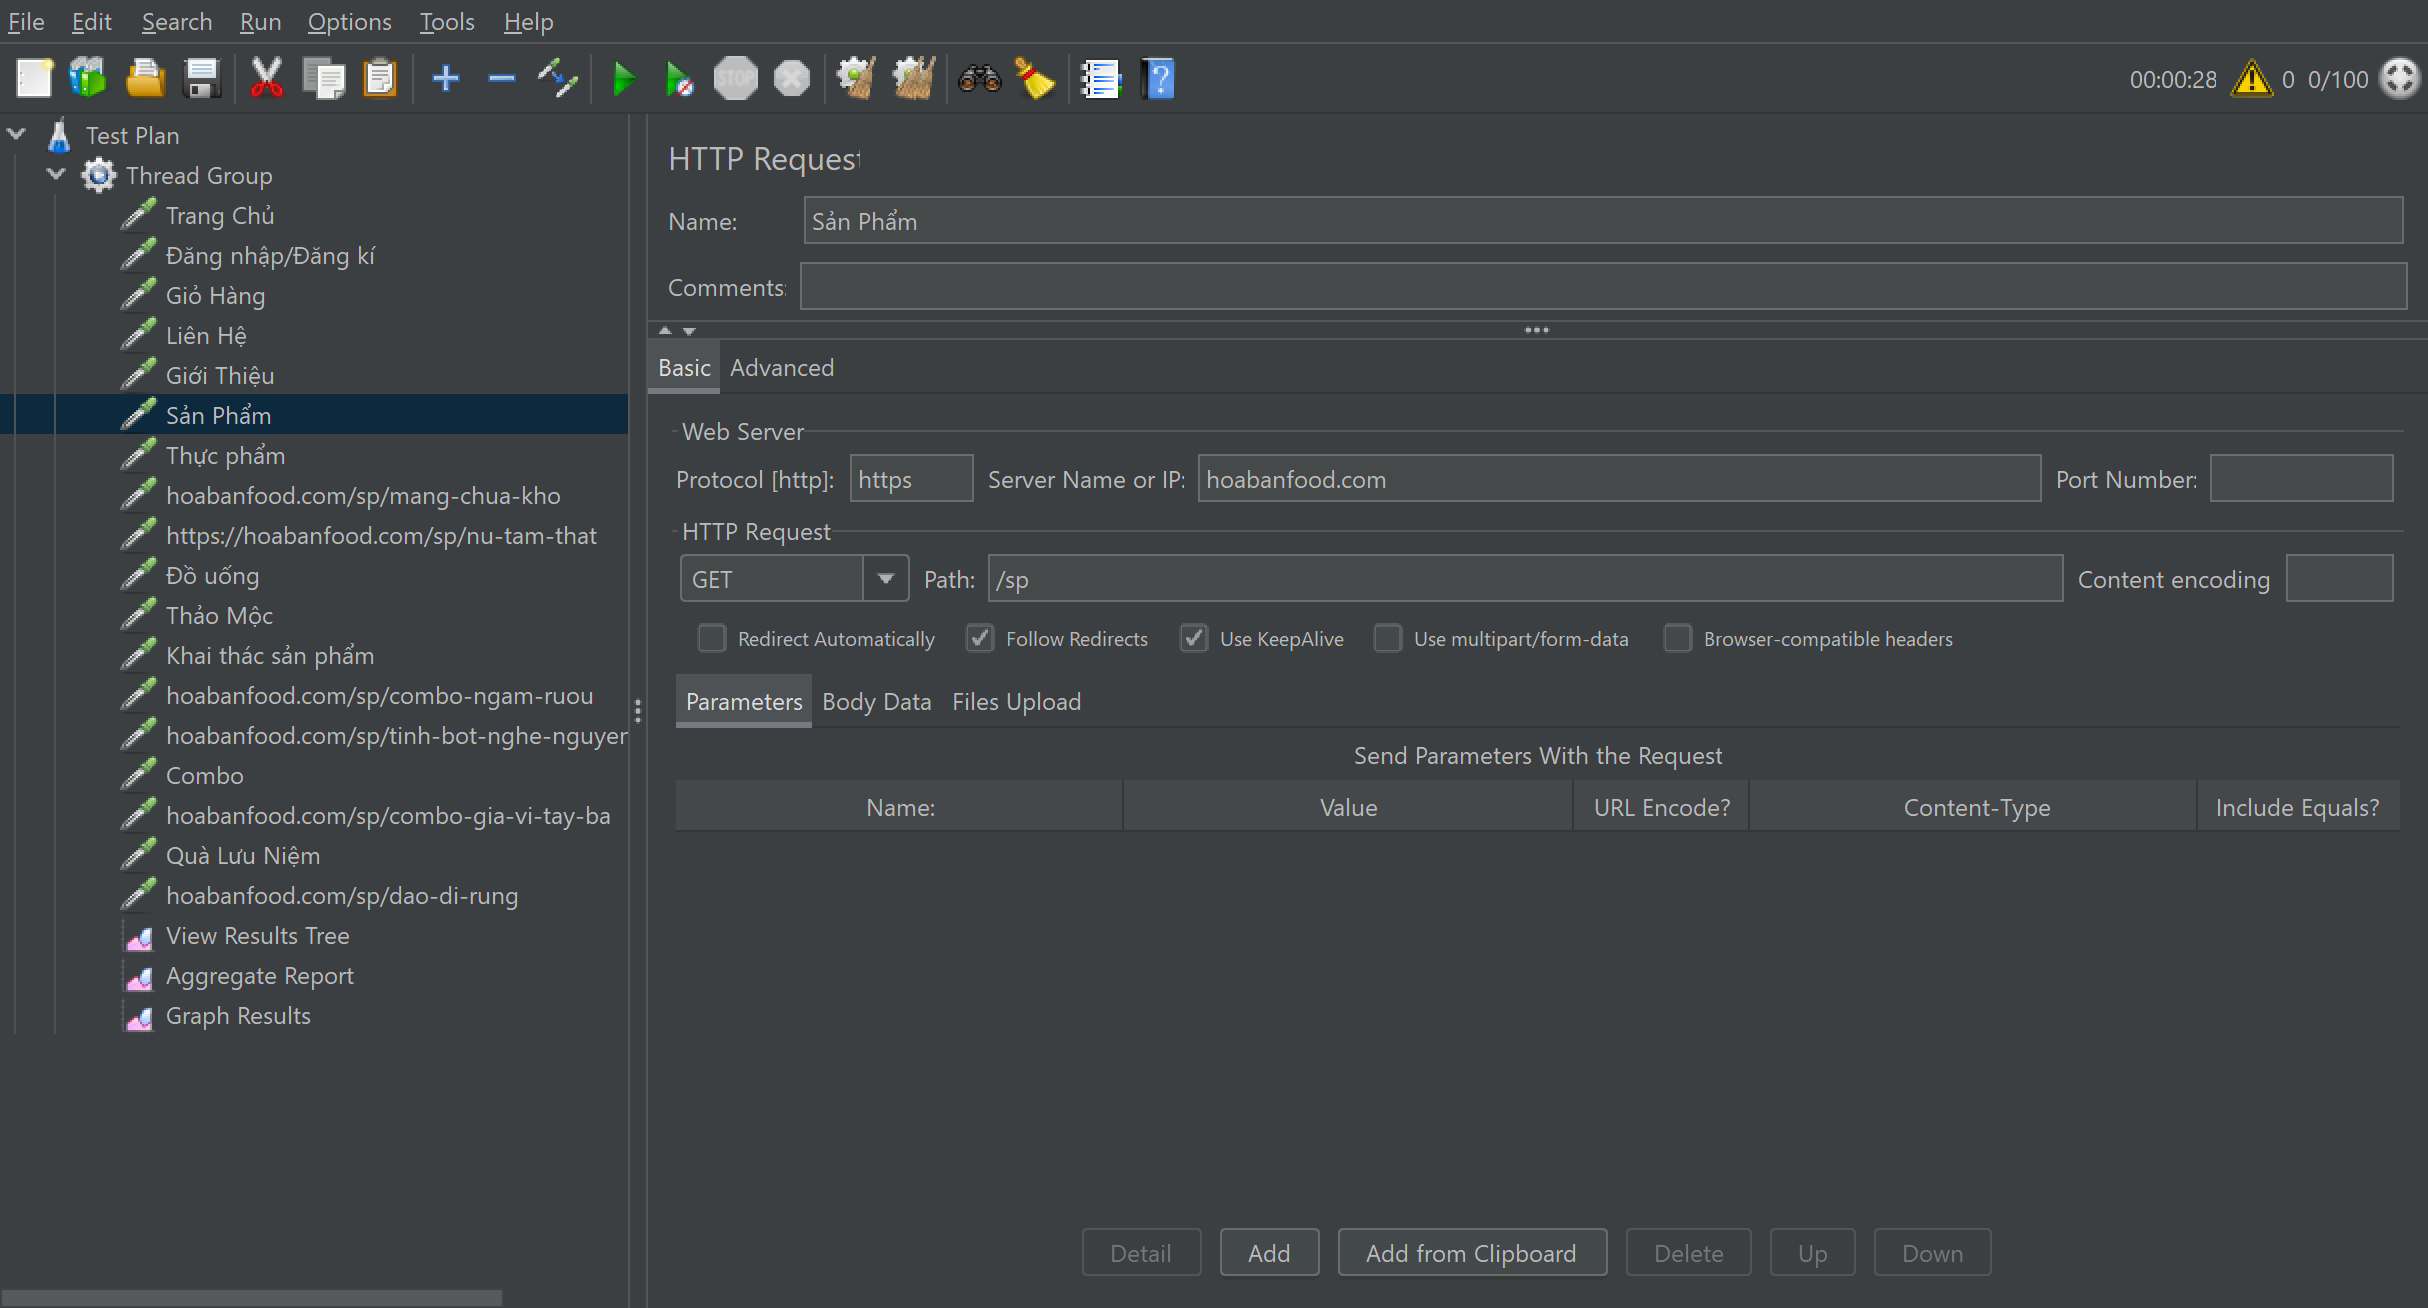 File Edit Search Run Options Tools Help
STOP
00:00:28 0 0/100
Test Plan
Thread Group
Trang Chủ
Đăng nhập/Đăng kí
Giỏ Hàng
Liên Hệ
Giới Thiệu
Sản Phẩm
Thực phẩm
hoabanfood.com/sp/mang-chua-kho
https://hoabanfood.com/sp/nu-tam-that
Đồ uống
Thảo Mộc
Khai thác sản phẩm
hoabanfood.com/sp/combo-ngam-ruou
hoabanfood.com/sp/tinh-bot-nghe-nguyer
Combo
hoabanfood.com/sp/combo-gia-vi-tay-ba
Quà Lưu Niệm
hoabanfood.com/sp/dao-di-rung
View Results Tree
Aggregate Report
Graph Results
HTTP Request
Name: Sản Phẩm
Comments:
Basic Advanced
Web Server
Protocol [http]: https Server Name or IP: hoabanfood.com Port Number:
HTTP Request
GET Path: /sp Content encoding
Redirect Automatically Follow Redirects Use KeepAlive Use multipart/form-data Browser-compatible headers
Parameters Body Data Files Upload
Send Parameters With the Request
Name: Value URL Encode? Content-Type Include Equals?
Detail Add Add from Clipboard Delete Up Down